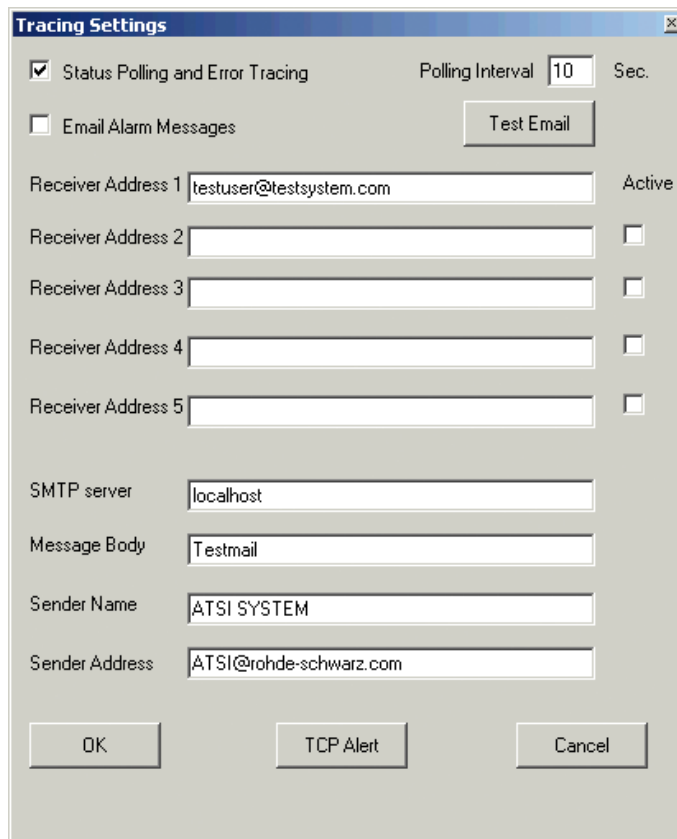 Tracing Settings
Status Polling and Error Tracing Polling Interval 10 Sec.
Email Alarm Messages Test Email
Receiver Address 1 testuser@testsystem.com Active
Receiver Address 2
Receiver Address 3
Receiver Address 4
Receiver Address 5
SMTP server localhost
Message Body Testmail
Sender Name ATSI SYSTEM
Sender Address ATSI@rohde-schwarz.com
OK TCP Alert Cancel